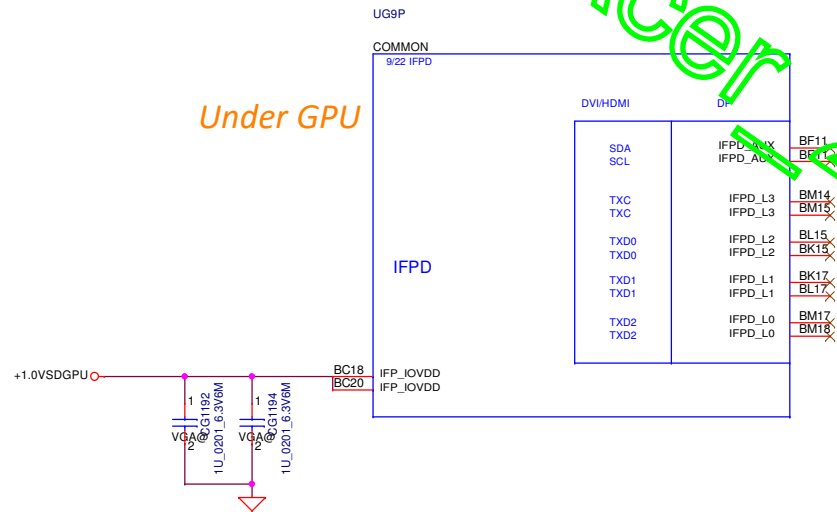 UG9P
COMMON
9/22 IFPD
Under GPU
DVI/HDMI
SDA
SCL
IFPD_AUX
IFPD_AUX
BF11
TXC
TXC
IFPD_L3
IFPD_L3
BM14
BM15
TXD0
TXD0
IFPD_L2
IFPD_L2
BL15
BK15
IFPD
TXD1
TXD1
IFPD_L1
IFPD_L1
BK17
BL17
TXD2
TXD2
IFPD_L0
IFPD_L0
BM17
BM18
+1.0VSDGPU
BC18
BC20
IFP_IOVDD
IFP_IOVDD
1
2
VGA@
CG1192
1U_0201_6.3V6M
1
2
VGA@
CG1194
1U_0201_6.3V6M